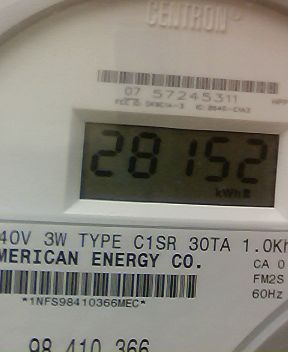 CENTRON®
07 57245311
28152
kWh
40V 3W TYPE C1SR 30TA 1.0Kh
MERICAN ENERGY CO.
CA 0
FM2S
60Hz
*1NFS98410366MEC*
98 410 366